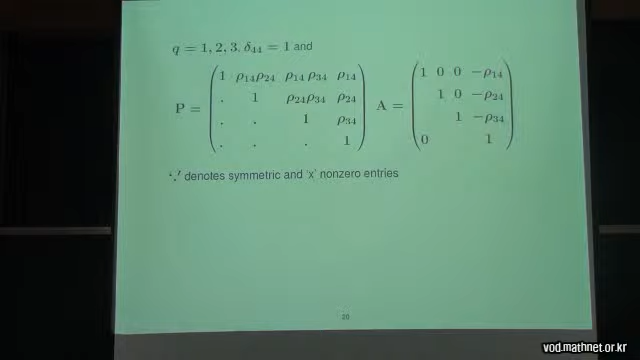 q = 1, 2, 3. δ₄₄ = 1 and
P = ( 1 ρ₁₄ρ₂₄ ρ₁₄ρ₃₄ ρ₁₄
. 1 ρ₂₄ρ₃₄ ρ₂₄
. . 1 ρ₃₄
. . . 1 )
A = ( 1 0 0 −ρ₁₄
1 0 −ρ₂₄
1 −ρ₃₄
0 1 )
'.' denotes symmetric and 'x' nonzero entries
vod.mathnet.or.kr